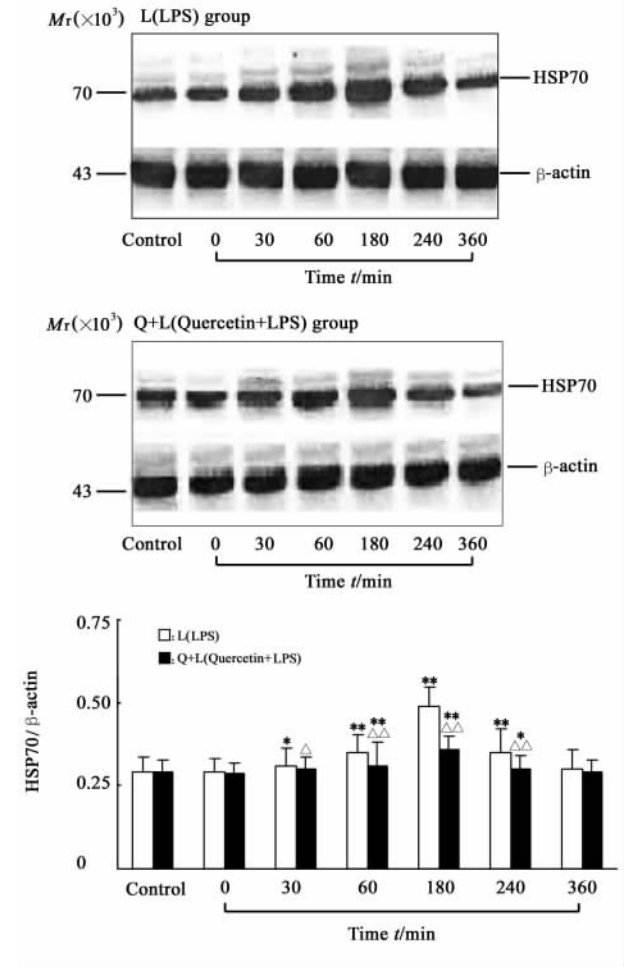 Mr(×10³) L(LPS) group
HSP70
70
43
β-actin
Control 0 30 60 180 240 360
Time t/min
Mr(×10³) Q+L(Quercetin+LPS) group
HSP70
70
β-actin
43
Control 0 30 60 180 240 360
Time t/min
0.75
□: L(LPS)
■: Q+L(Quercetin+LPS)
HSP70/ β-actin
0.50
0.25
0
** 
** ** ** **
* △ △△ △△ * △△
Control 0 30 60 180 240 360
Time t/min